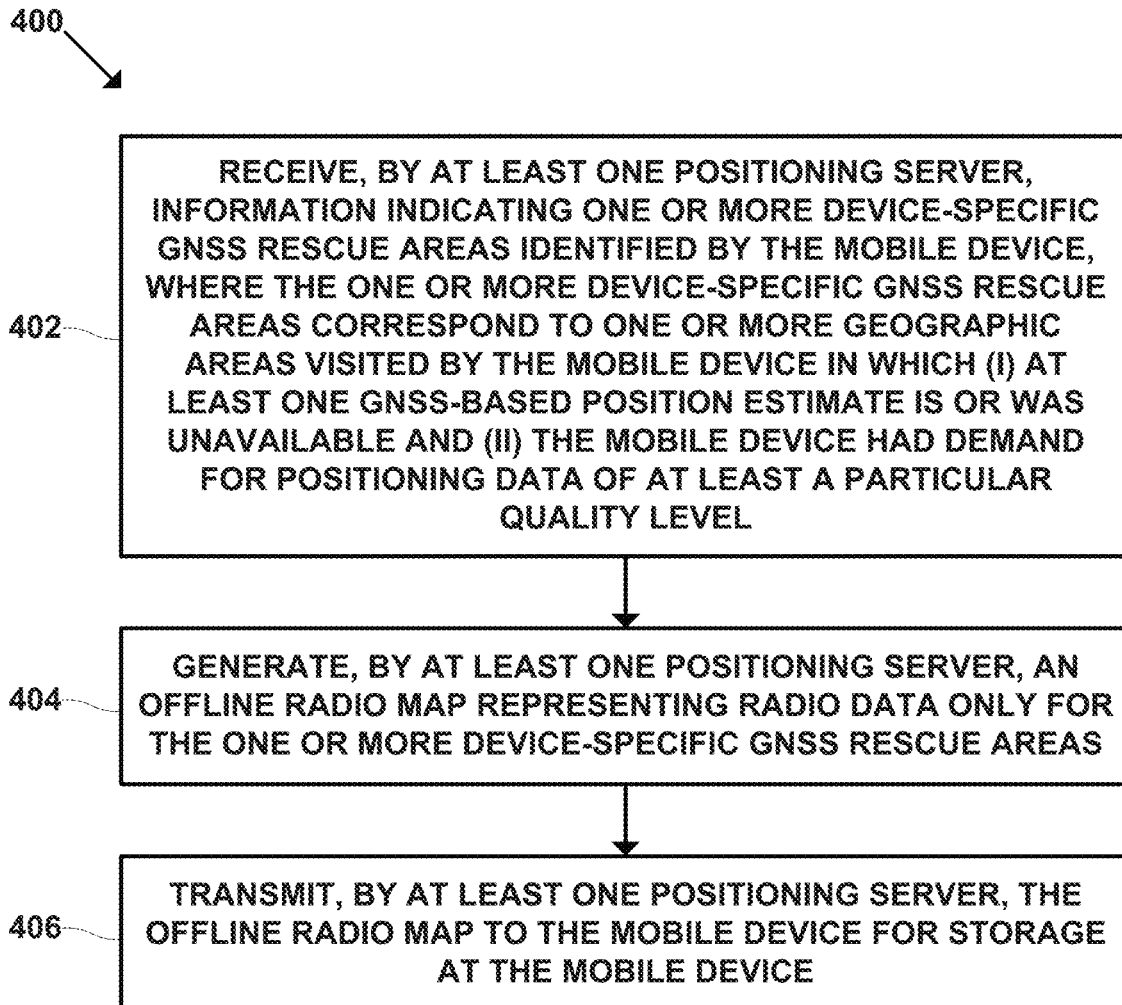 400
RECEIVE, BY AT LEAST ONE POSITIONING SERVER,
INFORMATION INDICATING ONE OR MORE DEVICE-SPECIFIC
GNSS RESCUE AREAS IDENTIFIED BY THE MOBILE DEVICE,
WHERE THE ONE OR MORE DEVICE-SPECIFIC GNSS RESCUE
AREAS CORRESPOND TO ONE OR MORE GEOGRAPHIC
402
AREAS VISITED BY THE MOBILE DEVICE IN WHICH (I) AT
LEAST ONE GNSS-BASED POSITION ESTIMATE IS OR WAS
UNAVAILABLE AND (II) THE MOBILE DEVICE HAD DEMAND
FOR POSITIONING DATA OF AT LEAST A PARTICULAR
QUALITY LEVEL
GENERATE, BY AT LEAST ONE POSITIONING SERVER, AN
404
OFFLINE RADIO MAP REPRESENTING RADIO DATA ONLY FOR
THE ONE OR MORE DEVICE-SPECIFIC GNSS RESCUE AREAS
TRANSMIT, BY AT LEAST ONE POSITIONING SERVER, THE
406
OFFLINE RADIO MAP TO THE MOBILE DEVICE FOR STORAGE
AT THE MOBILE DEVICE